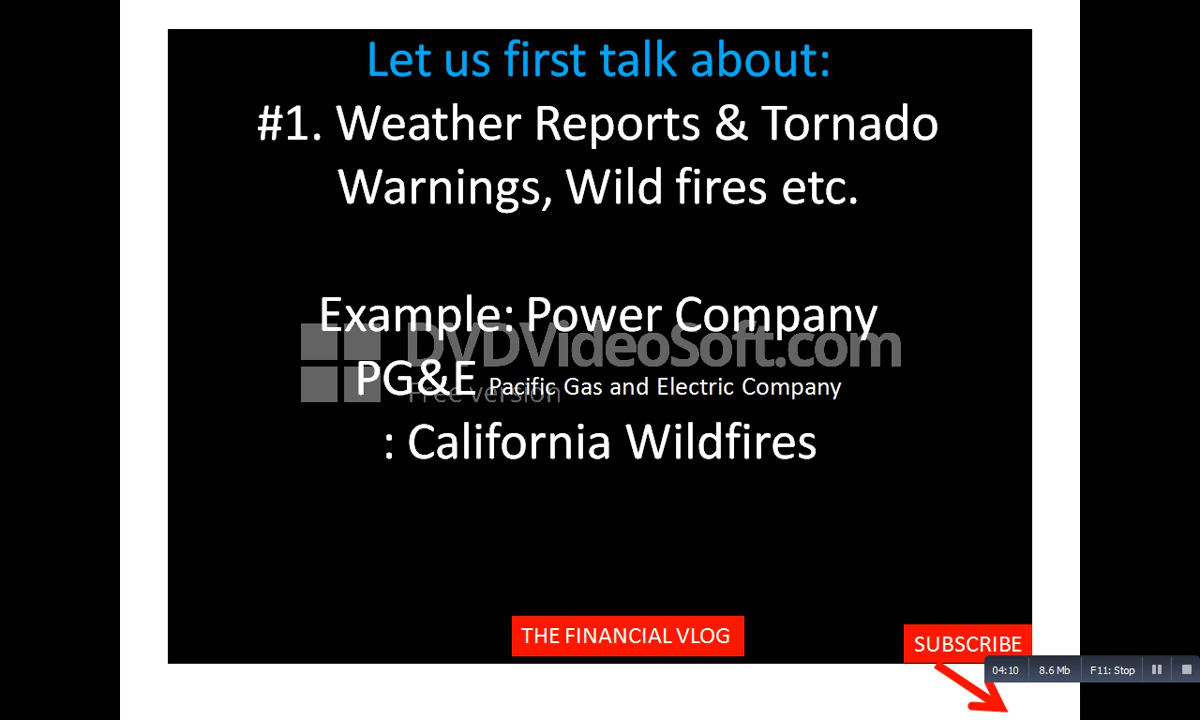 Let us first talk about:
#1. Weather Reports & Tornado
Warnings, Wild fires etc.
Example: Power Company
DVDVideoSoft.com
PG&E Pacific Gas and Electric Company
Free version
: California Wildfires
THE FINANCIAL VLOG
SUBSCRIBE
04:10 8.6 Mb F11: Stop